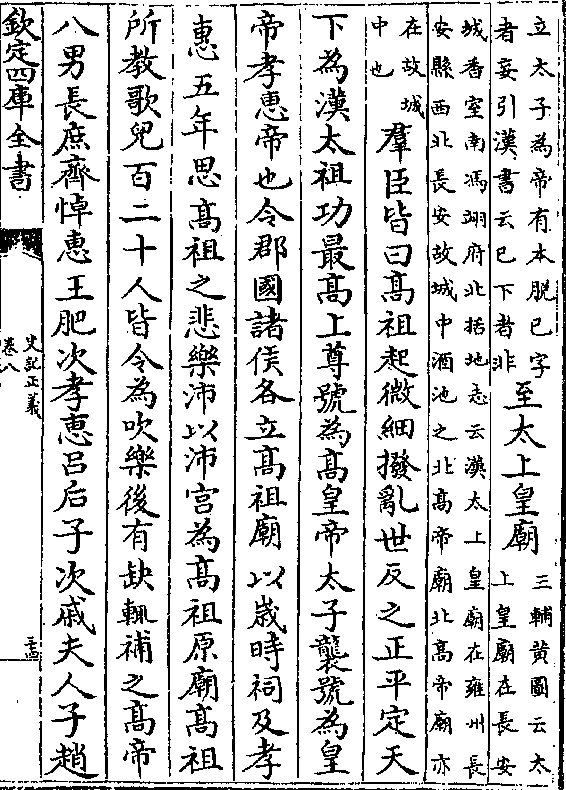 立太子為帝有本脫已字
者妄引漢書云已下者非
至太上皇廟
三輔黃圖云太
上皇廟在長安
城香室南馮翊府北括地志云漢太上皇廟在雍州長
安縣西北長安故城中酒池之北高帝廟北高帝廟亦
在故城
中也
羣臣皆曰高祖起微細撥亂世反之正平定天
下為漢太祖功最高上尊號為高皇帝太子襲號為皇
帝孝惠帝也令郡國諸侯各立高祖廟以歲時祠及孝
惠五年思高祖之悲樂沛以沛宮為高祖原廟高祖
所教歌兒百二十人皆令為吹樂後有缺輒補之高帝
八男長庶齊悼惠王肥次孝惠呂后子次戚夫人子趙
欽定四庫全書
史記正義
卷八